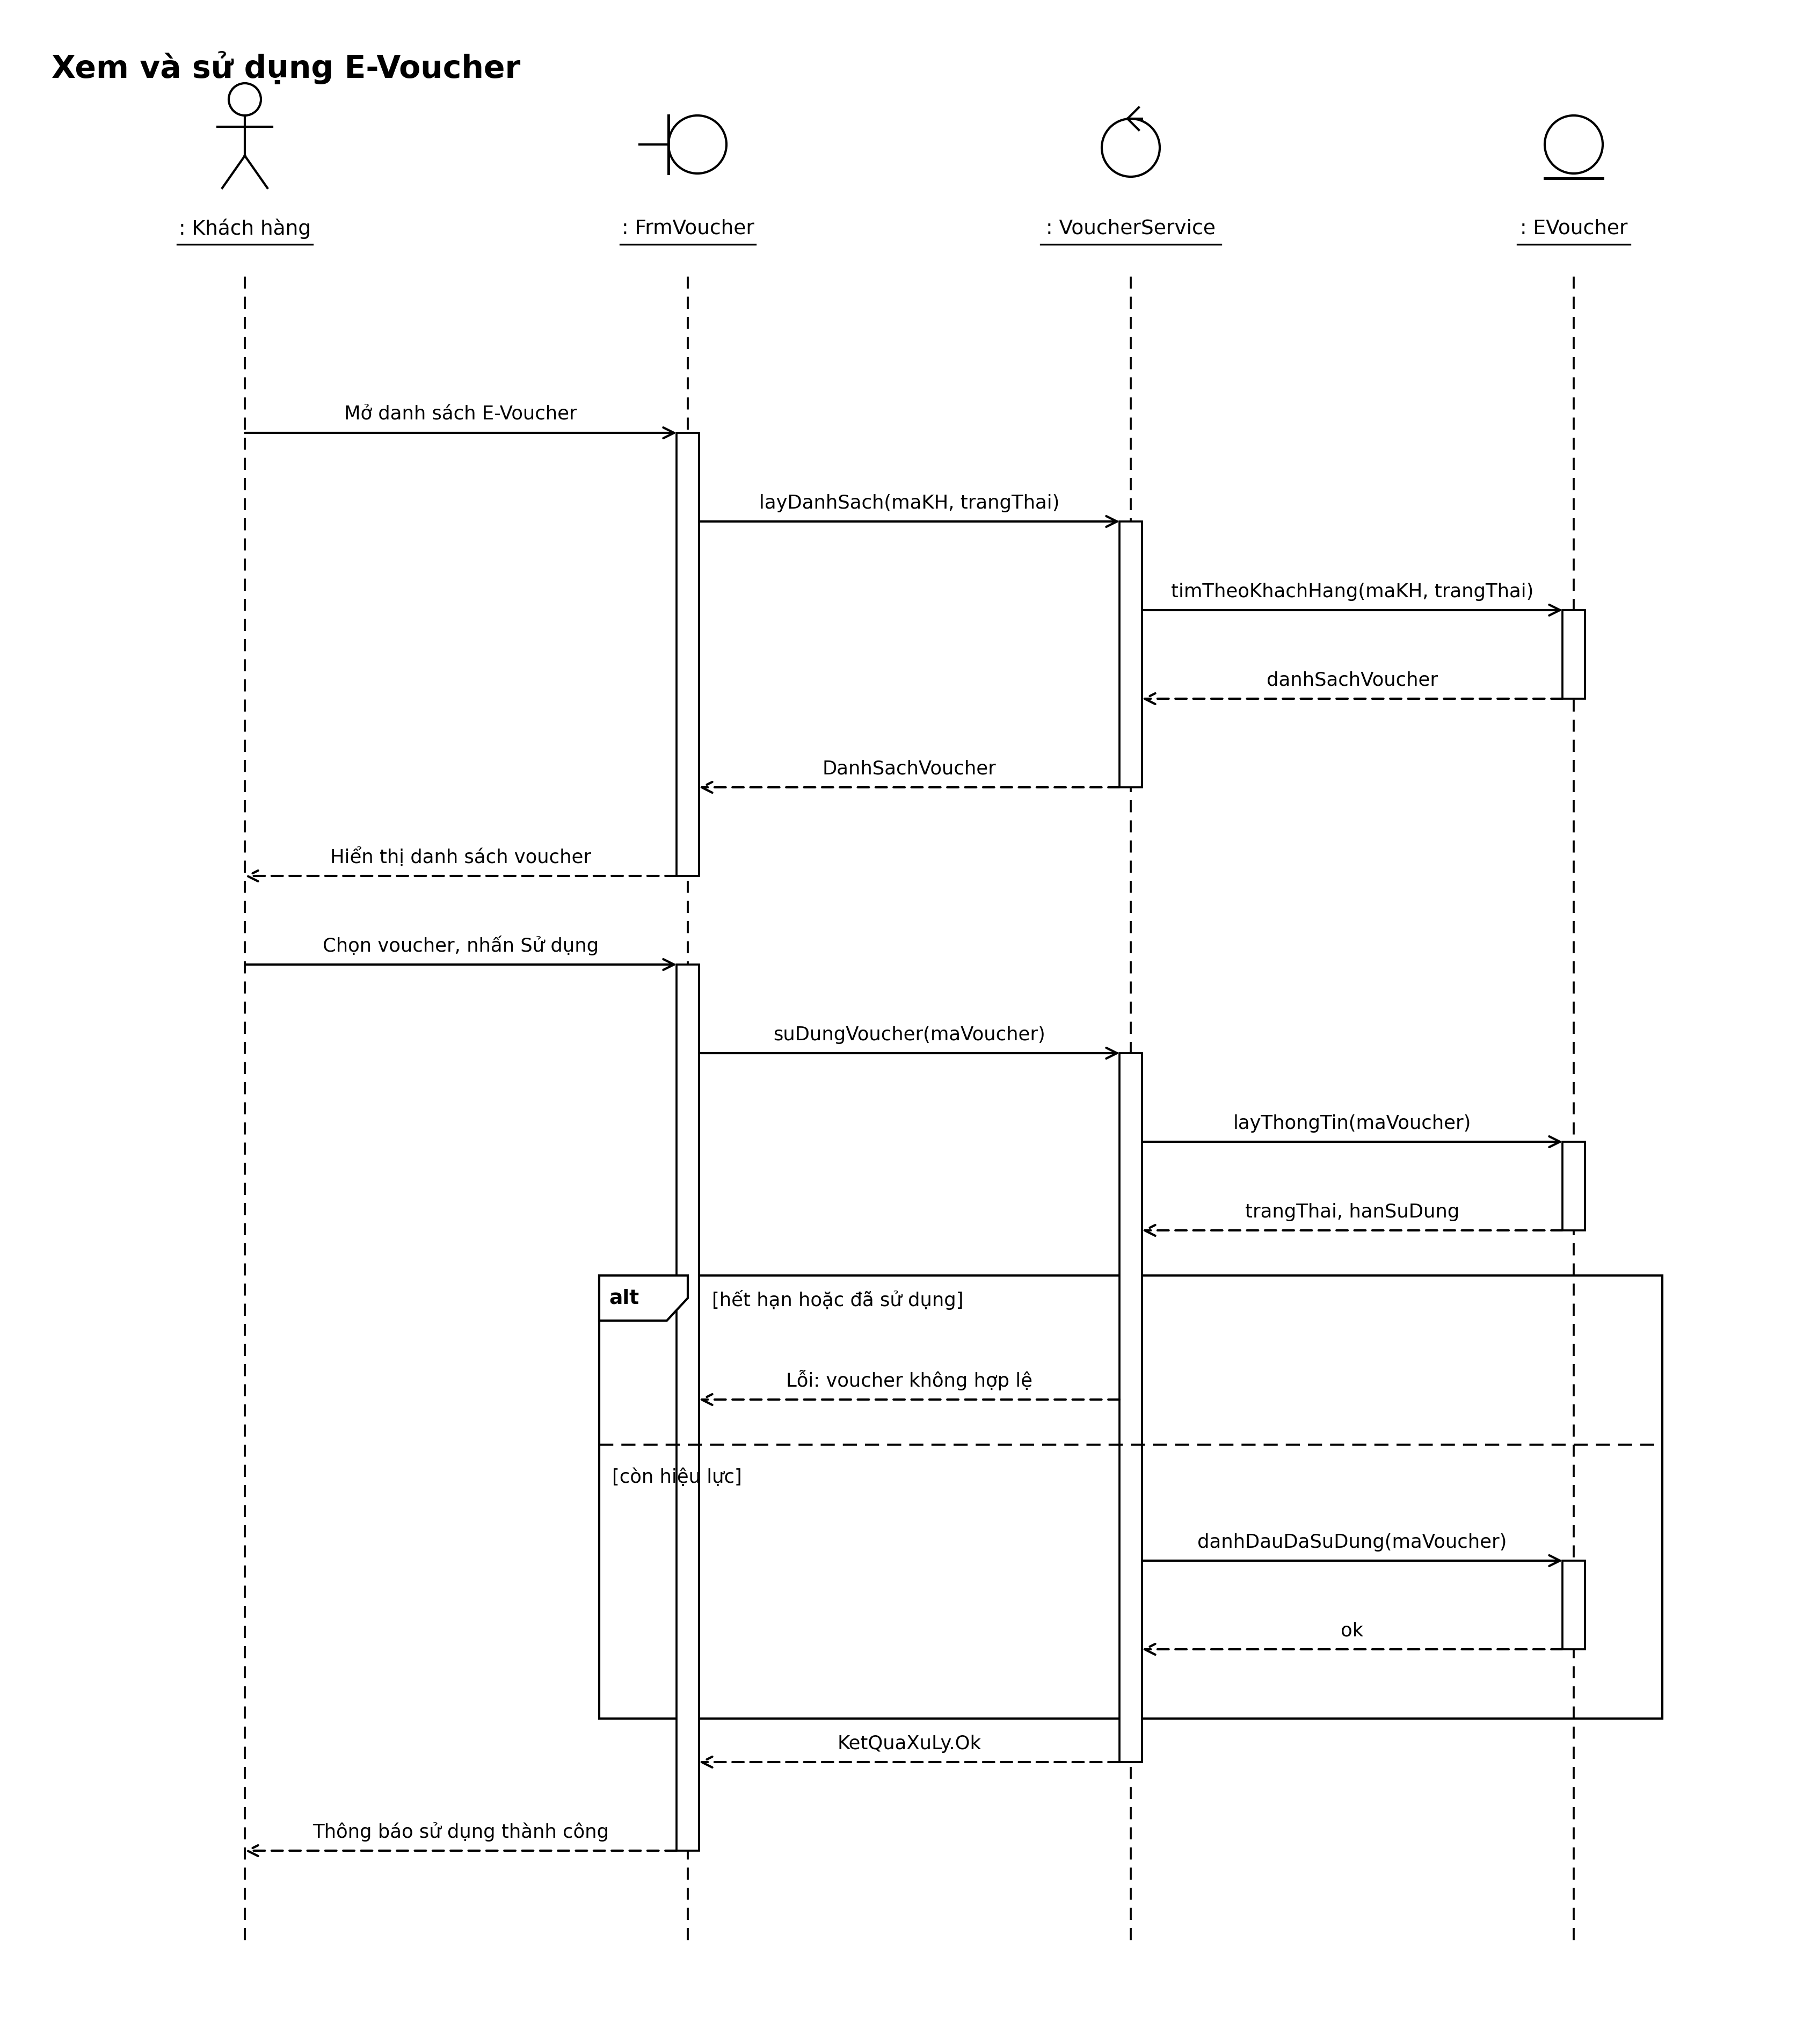 Xem và sử dụng E-Voucher
: Khách hàng
: FrmVoucher
: VoucherService
: EVoucher
Mở danh sách E-Voucher
layDanhSach(maKH, trangThai)
timTheoKhachHang(maKH, trangThai)
danhSachVoucher
DanhSachVoucher
Hiển thị danh sách voucher
Chọn voucher, nhấn Sử dụng
suDungVoucher(maVoucher)
layThongTin(maVoucher)
trangThai, hanSuDung
alt
[hết hạn hoặc đã sử dụng]
Lỗi: voucher không hợp lệ
[còn hiệu lực]
danhDauDaSuDung(maVoucher)
ok
KetQuaXuLy.Ok
Thông báo sử dụng thành công